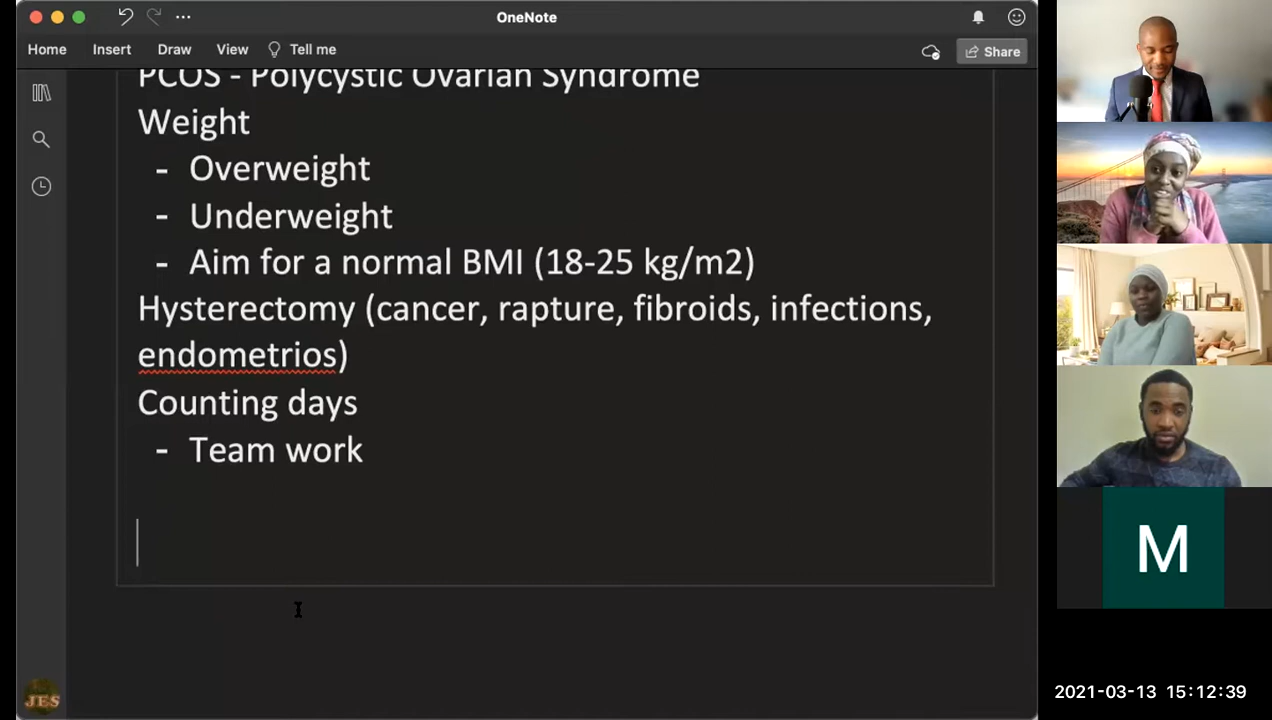 OneNote
Home Insert Draw View Tell me Share
PCOS - Polycystic Ovarian Syndrome
Weight
- Overweight
- Underweight
- Aim for a normal BMI (18-25 kg/m2)
Hysterectomy (cancer, rapture, fibroids, infections,
endometrios)
Counting days
- Team work
M
JES
2021-03-13 15:12:39